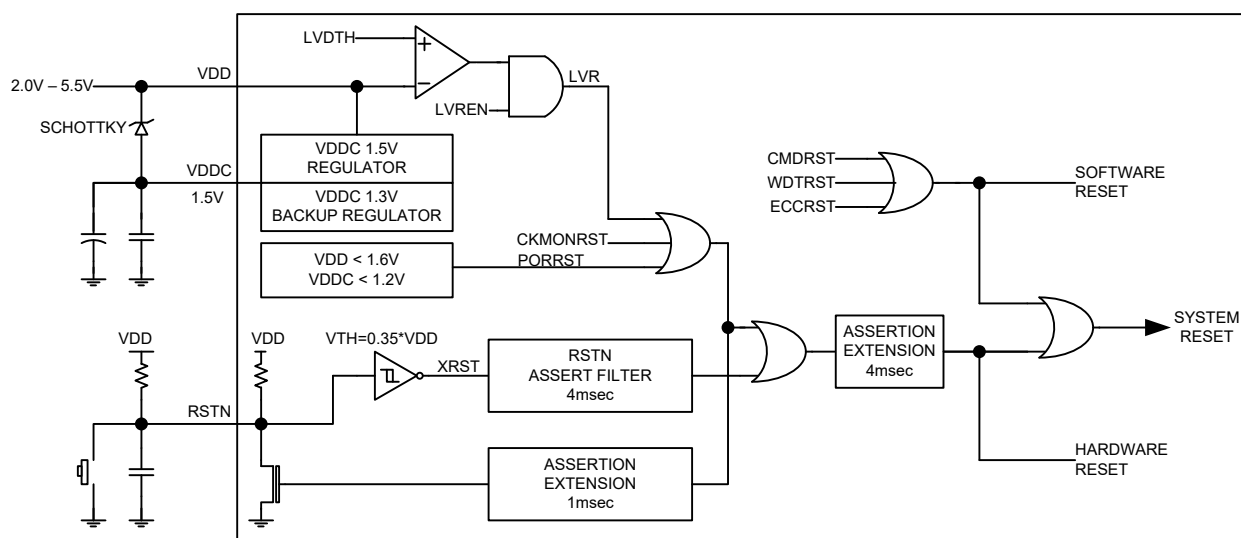 LVDTH
+
2.0V – 5.5V
VDD
−
LVR
LVREN
SCHOTTKY
VDDC 1.5V
REGULATOR
VDDC
1.5V
VDDC 1.3V
BACKUP REGULATOR
CMDRST
WDTRST
ECCRST
SOFTWARE
RESET
CKMONRST
PORRST
VDD < 1.6V
VDDC < 1.2V
VDD
VDD
VTH=0.35*VDD
XRST
RSTN
ASSERT FILTER
4msec
ASSERTION
EXTENSION
4msec
SYSTEM
RESET
RSTN
ASSERTION
EXTENSION
1msec
HARDWARE
RESET